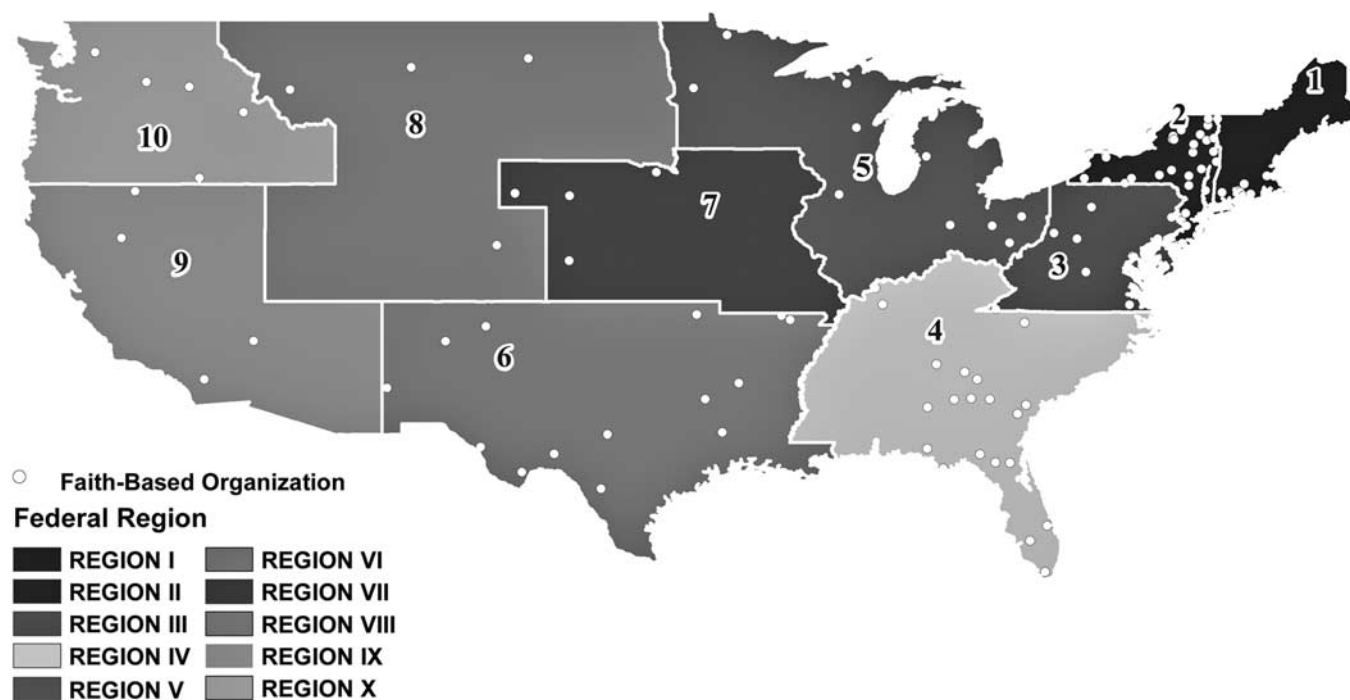 1
2
8
10
5
7
9
3
4
6
Faith-Based Organization
Federal Region
REGION I
REGION II
REGION III
REGION IV
REGION V
REGION VI
REGION VII
REGION VIII
REGION IX
REGION X